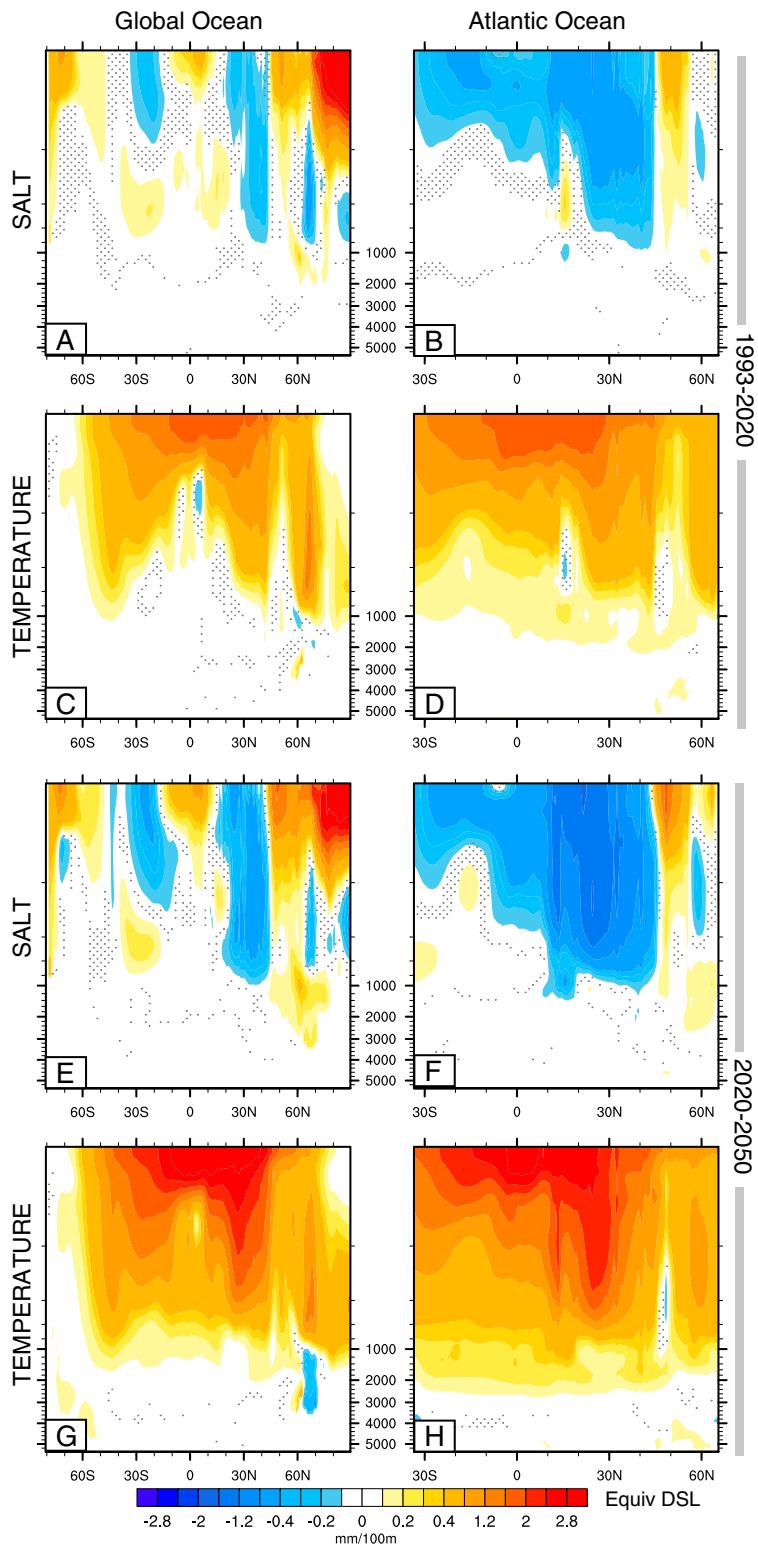 Global Ocean Atlantic Ocean
SALT
1000
2000
3000
4000
5000
A B
60S 30S 0 30N 60N 30S 0 30N 60N
1993-2020
TEMPERATURE
1000
2000
3000
4000
5000
C D
60S 30S 0 30N 60N 30S 0 30N 60N
SALT
1000
2000
3000
4000
5000
E F
60S 30S 0 30N 60N 30S 0 30N 60N
2020-2050
TEMPERATURE
1000
2000
3000
4000
5000
G H
60S 30S 0 30N 60N 30S 0 30N 60N
Equiv DSL
-2.8 -2 -1.2 -0.4 -0.2 0 0.2 0.4 1.2 2 2.8
mm/100m